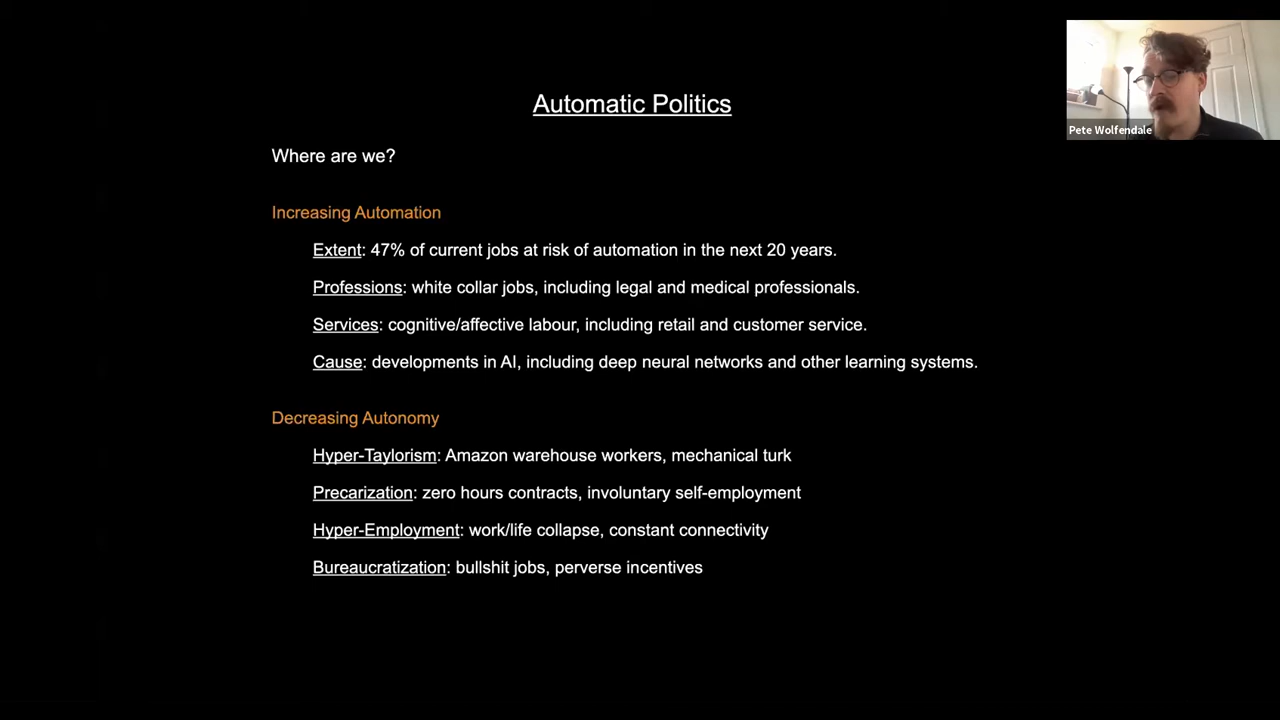 Automatic Politics
Pete Wolfendale
Where are we?
Increasing Automation
Extent: 47% of current jobs at risk of automation in the next 20 years.
Professions: white collar jobs, including legal and medical professionals.
Services: cognitive/affective labour, including retail and customer service.
Cause: developments in AI, including deep neural networks and other learning systems.
Decreasing Autonomy
Hyper-Taylorism: Amazon warehouse workers, mechanical turk
Precarization: zero hours contracts, involuntary self-employment
Hyper-Employment: work/life collapse, constant connectivity
Bureaucratization: bullshit jobs, perverse incentives